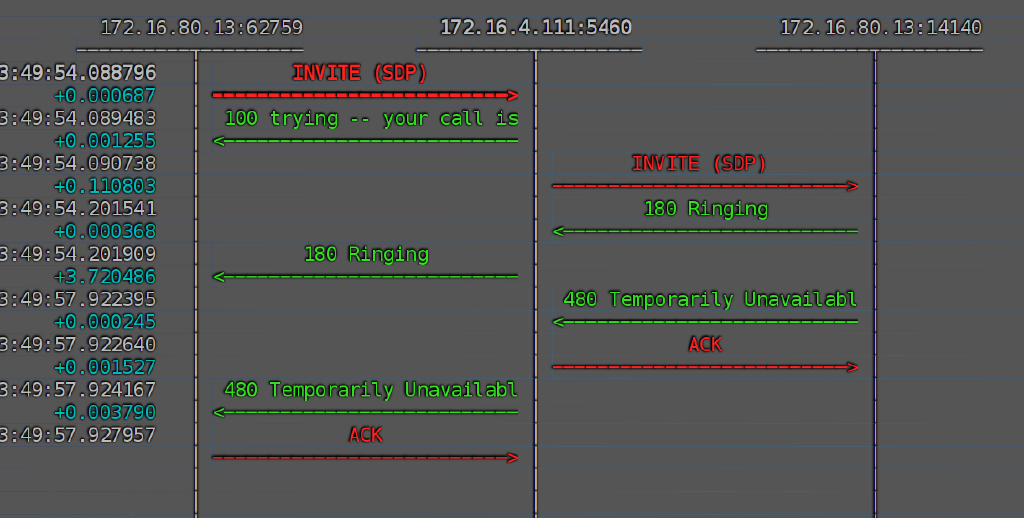 172.16.80.13:62759 172.16.4.111:5460 172.16.80.13:14140
3:49:54.088796 INVITE (SDP)
+0.000687
3:49:54.089483 100 trying -- your call is
+0.001255
3:49:54.090738 INVITE (SDP)
+0.110803
3:49:54.201541 180 Ringing
+0.000368
3:49:54.201909 180 Ringing
+3.720486
3:49:57.922395 480 Temporarily Unavailabl
+0.000245
3:49:57.922640 ACK
+0.001527
3:49:57.924167 480 Temporarily Unavailabl
+0.003790
3:49:57.927957 ACK